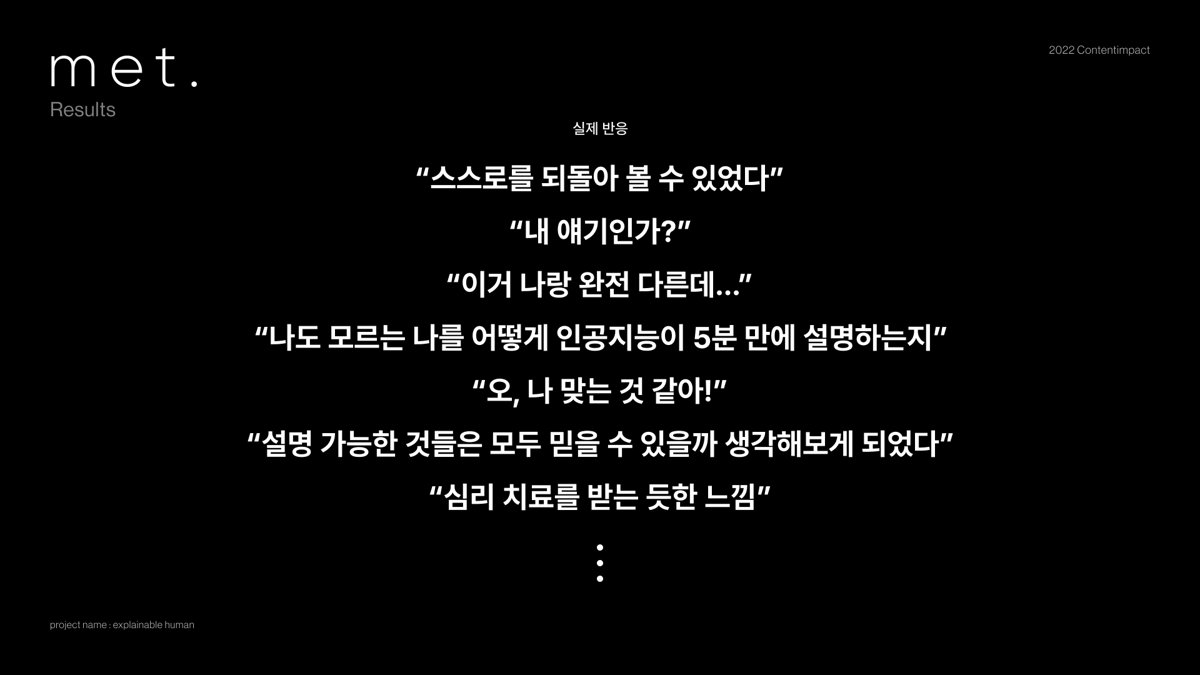 met.
Results
2022 Contentimpact
실제 반응
“스스로를 되돌아 볼 수 있었다”
“내 얘기인가?”
“이거 나랑 완전 다른데...”
“나도 모르는 나를 어떻게 인공지능이 5분 만에 설명하는지”
“오, 나 맞는 것 같아!”
“설명 가능한 것들은 모두 믿을 수 있을까 생각해보게 되었다”
“심리 치료를 받는 듯한 느낌”
project name : explainable human